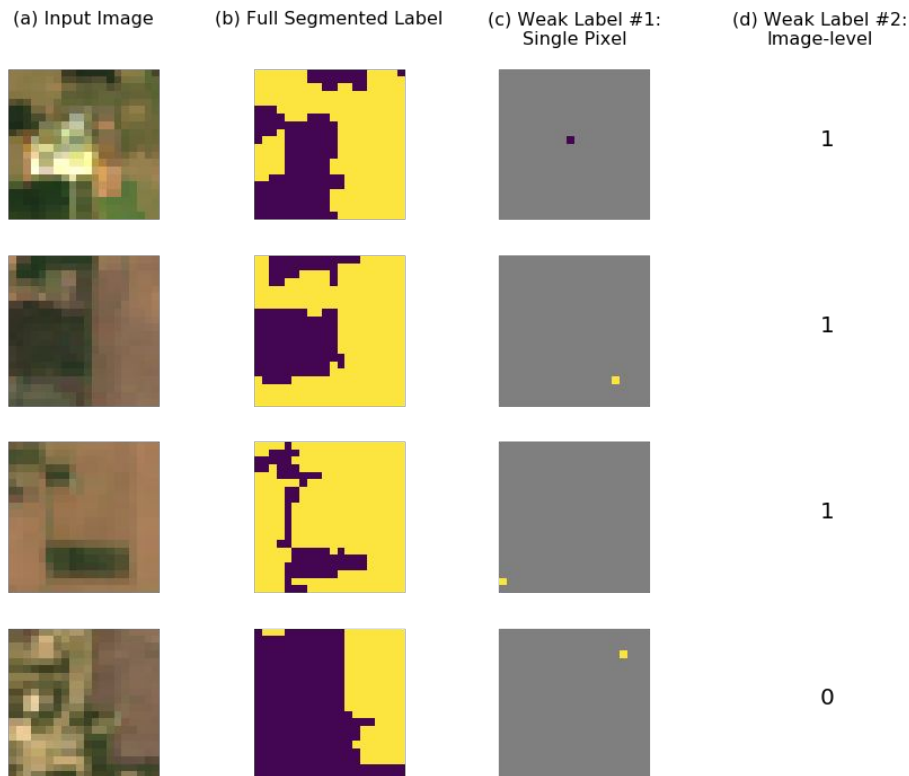 (a) Input Image
(b) Full Segmented Label
(c) Weak Label #1:
Single Pixel
(d) Weak Label #2:
Image-level
1
1
1
0